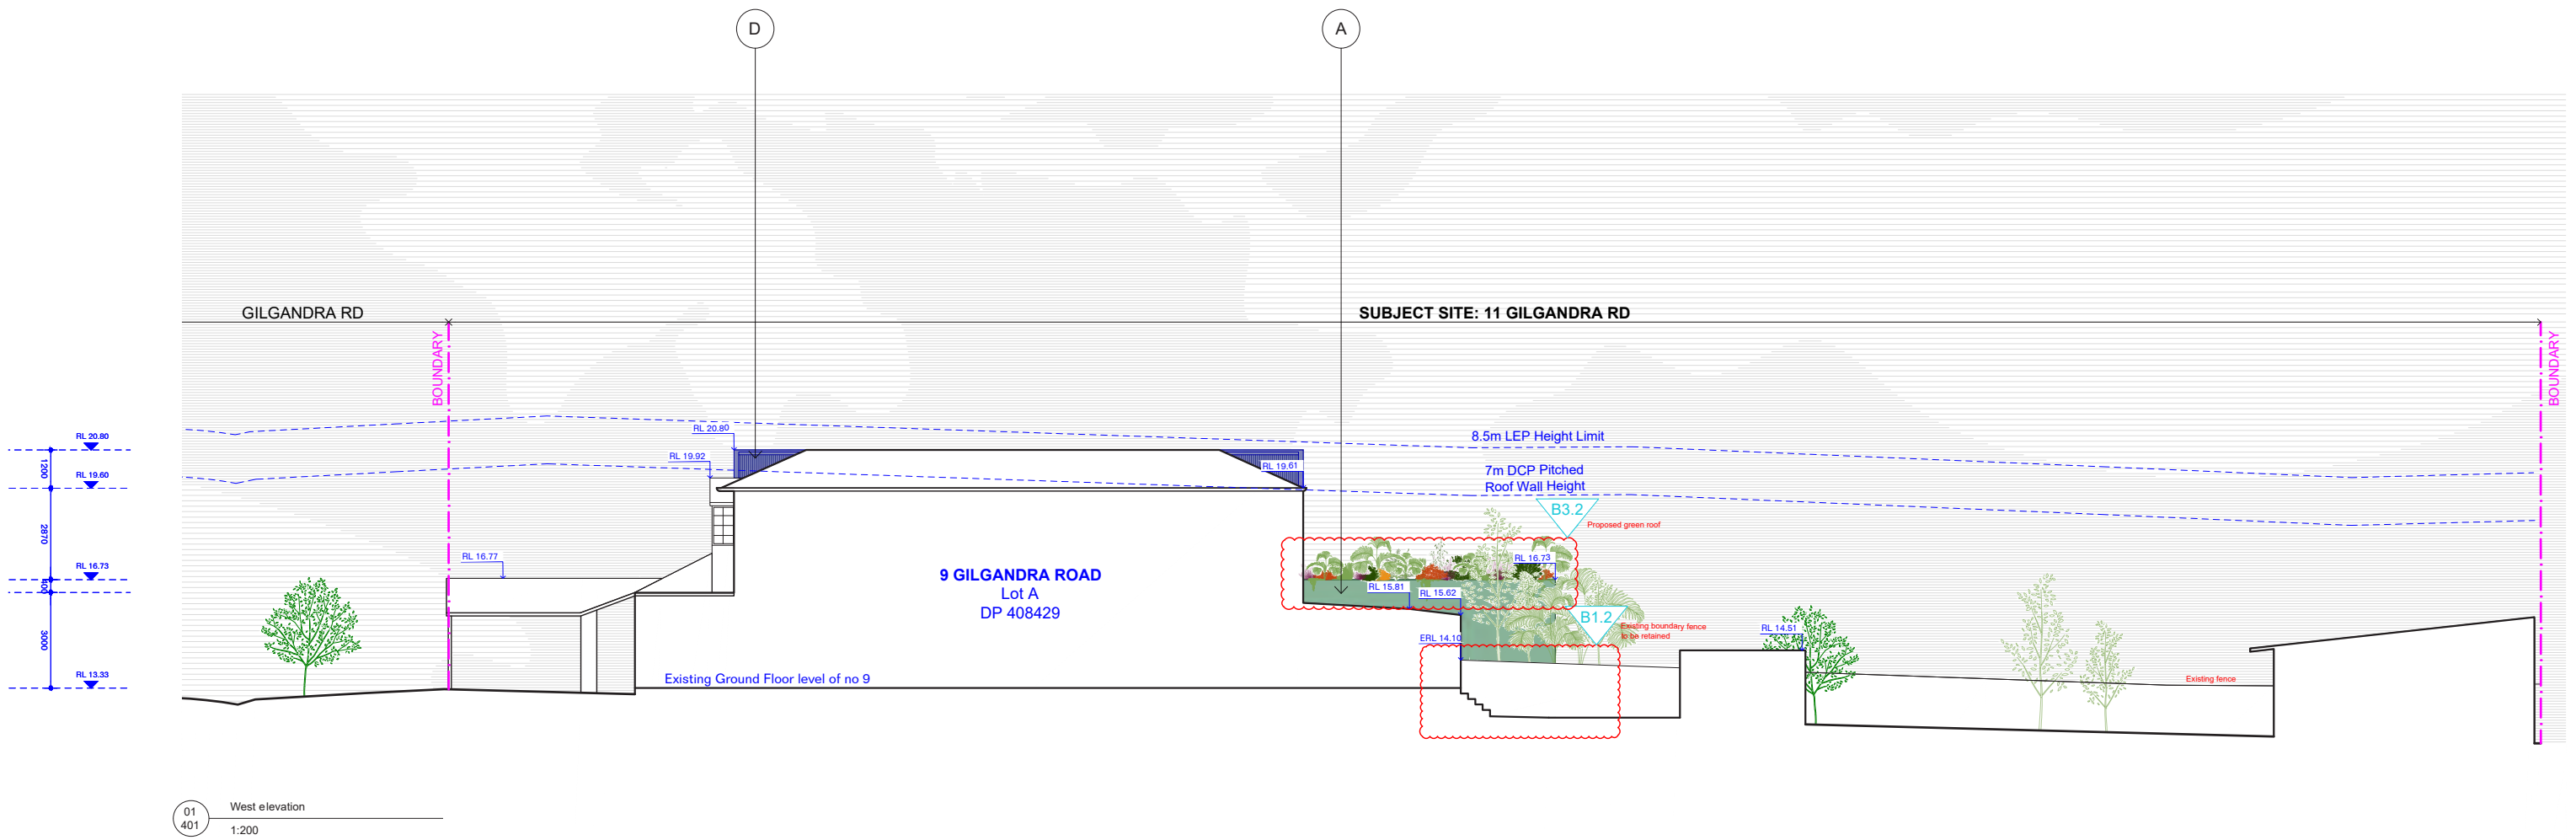 D
A
GILGANDRA RD
SUBJECT SITE: 11 GILGANDRA RD
BOUNDARY
BOUNDARY
RL 20.80
1200
RL 19.60
2870
RL 16.73
400
3000
RL 13.33
RL 20.80
RL 19.92
RL 16.77
RL 19.61
8.5m LEP Height Limit
7m DCP Pitched
Roof Wall Height
B3.2
Proposed green roof
RL 16.73
RL 15.81
RL 15.62
B1.2
Existing boundary fence
to be retained
ERL 14.10
RL 14.51
9 GILGANDRA ROAD
Lot A
DP 408429
Existing Ground Floor level of no 9
Existing fence
01
401
West elevation
1:200